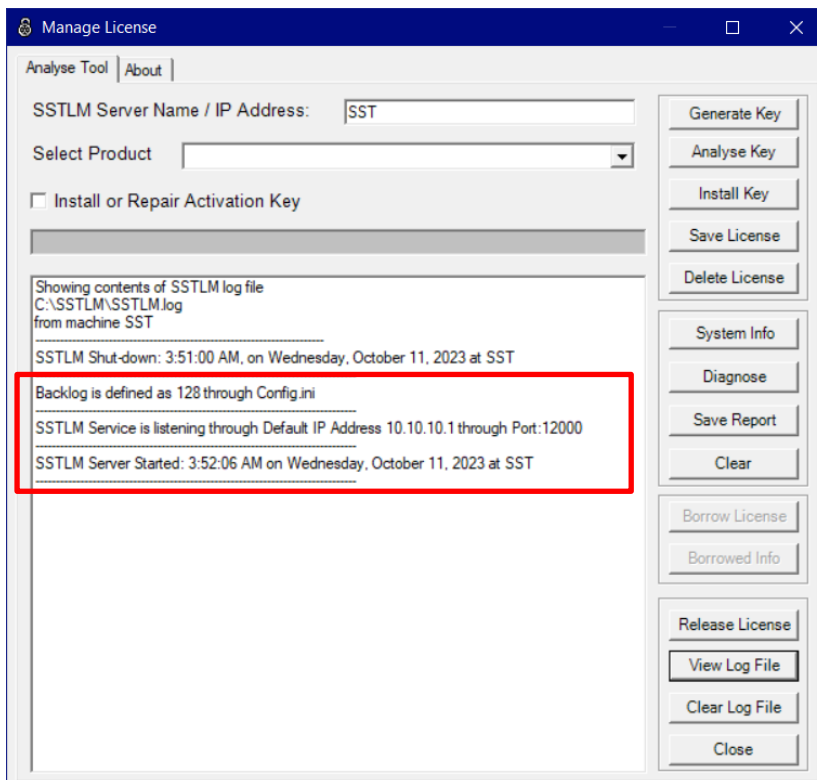 Manage License
Analyse Tool
About
SSTLM Server Name / IP Address:
SST
Select Product
Install or Repair Activation Key
Showing contents of SSTLM log file
C:\SSTLM\SSTLM.log
from machine SST
SSTLM Shut-down: 3:51:00 AM, on Wednesday, October 11, 2023 at SST
Backlog is defined as 128 through Config.ini
SSTLM Service is listening through Default IP Address 10.10.10.1 through Port:12000
SSTLM Server Started: 3:52:06 AM on Wednesday, October 11, 2023 at SST
Generate Key
Analyse Key
Install Key
Save License
Delete License
System Info
Diagnose
Save Report
Clear
Borrow License
Borrowed Info
Release License
View Log File
Clear Log File
Close